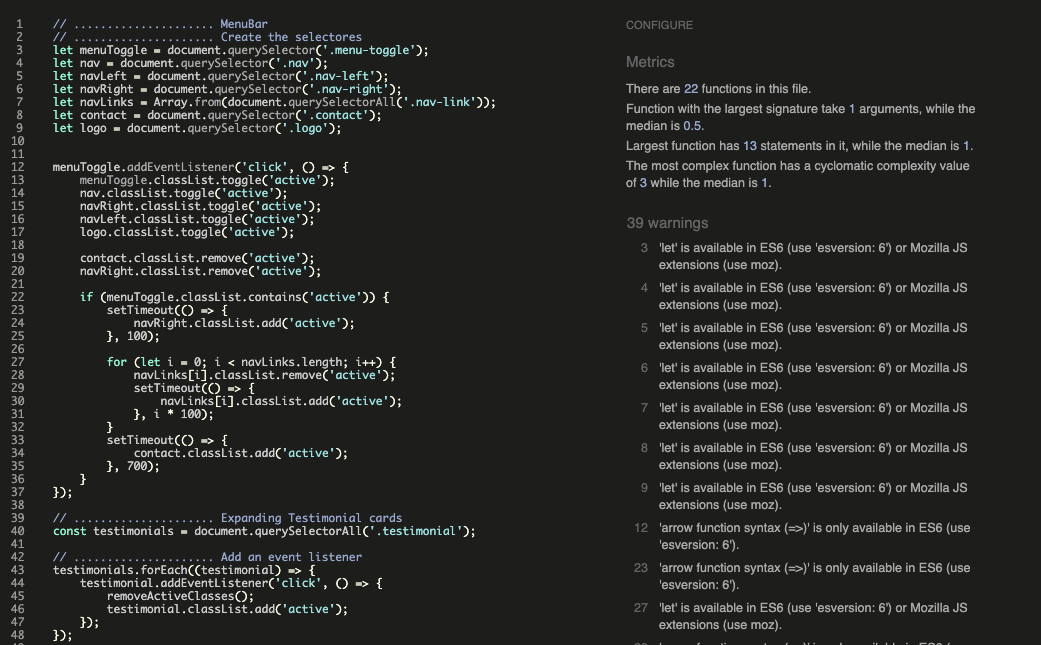 1 // ..................... MenuBar
2 // ..................... Create the selectores
3 let menuToggle = document.querySelector('.menu-toggle');
4 let nav = document.querySelector('.nav');
5 let navLeft = document.querySelector('.nav-left');
6 let navRight = document.querySelector('.nav-right');
7 let navLinks = Array.from(document.querySelectorAll('.nav-link'));
8 let contact = document.querySelector('.contact');
9 let logo = document.querySelector('.logo');
10
11
12 menuToggle.addEventListener('click', () => {
13     menuToggle.classList.toggle('active');
14     nav.classList.toggle('active');
15     navRight.classList.toggle('active');
16     navLeft.classList.toggle('active');
17     logo.classList.toggle('active');
18
19     contact.classList.remove('active');
20     navRight.classList.remove('active');
21
22     if (menuToggle.classList.contains('active')) {
23         setTimeout(() => {
24             navRight.classList.add('active');
25         }, 100);
26
27         for (let i = 0; i < navLinks.length; i++) {
28             navLinks[i].classList.remove('active');
29             setTimeout(() => {
30                 navLinks[i].classList.add('active');
31             }, i * 100);
32         }
33         setTimeout(() => {
34             contact.classList.add('active');
35         }, 700);
36     }
37 });
38
39 // ..................... Expanding Testimonial cards
40 const testimonials = document.querySelectorAll('.testimonial');
41
42 // ..................... Add an event listener
43 testimonials.forEach((testimonial) => {
44     testimonial.addEventListener('click', () => {
45         removeActiveClasses();
46         testimonial.classList.add('active');
47     });
48 });
CONFIGURE
Metrics
There are 22 functions in this file.
Function with the largest signature take 1 arguments, while the
median is 0.5.
Largest function has 13 statements in it, while the median is 1.
The most complex function has a cyclomatic complexity value
of 3 while the median is 1.
39 warnings
3 'let' is available in ES6 (use 'esversion: 6') or Mozilla JS
extensions (use moz).
4 'let' is available in ES6 (use 'esversion: 6') or Mozilla JS
extensions (use moz).
5 'let' is available in ES6 (use 'esversion: 6') or Mozilla JS
extensions (use moz).
6 'let' is available in ES6 (use 'esversion: 6') or Mozilla JS
extensions (use moz).
7 'let' is available in ES6 (use 'esversion: 6') or Mozilla JS
extensions (use moz).
8 'let' is available in ES6 (use 'esversion: 6') or Mozilla JS
extensions (use moz).
9 'let' is available in ES6 (use 'esversion: 6') or Mozilla JS
extensions (use moz).
12 'arrow function syntax (=>)' is only available in ES6 (use
'esversion: 6').
23 'arrow function syntax (=>)' is only available in ES6 (use
'esversion: 6').
27 'let' is available in ES6 (use 'esversion: 6') or Mozilla JS
extensions (use moz).